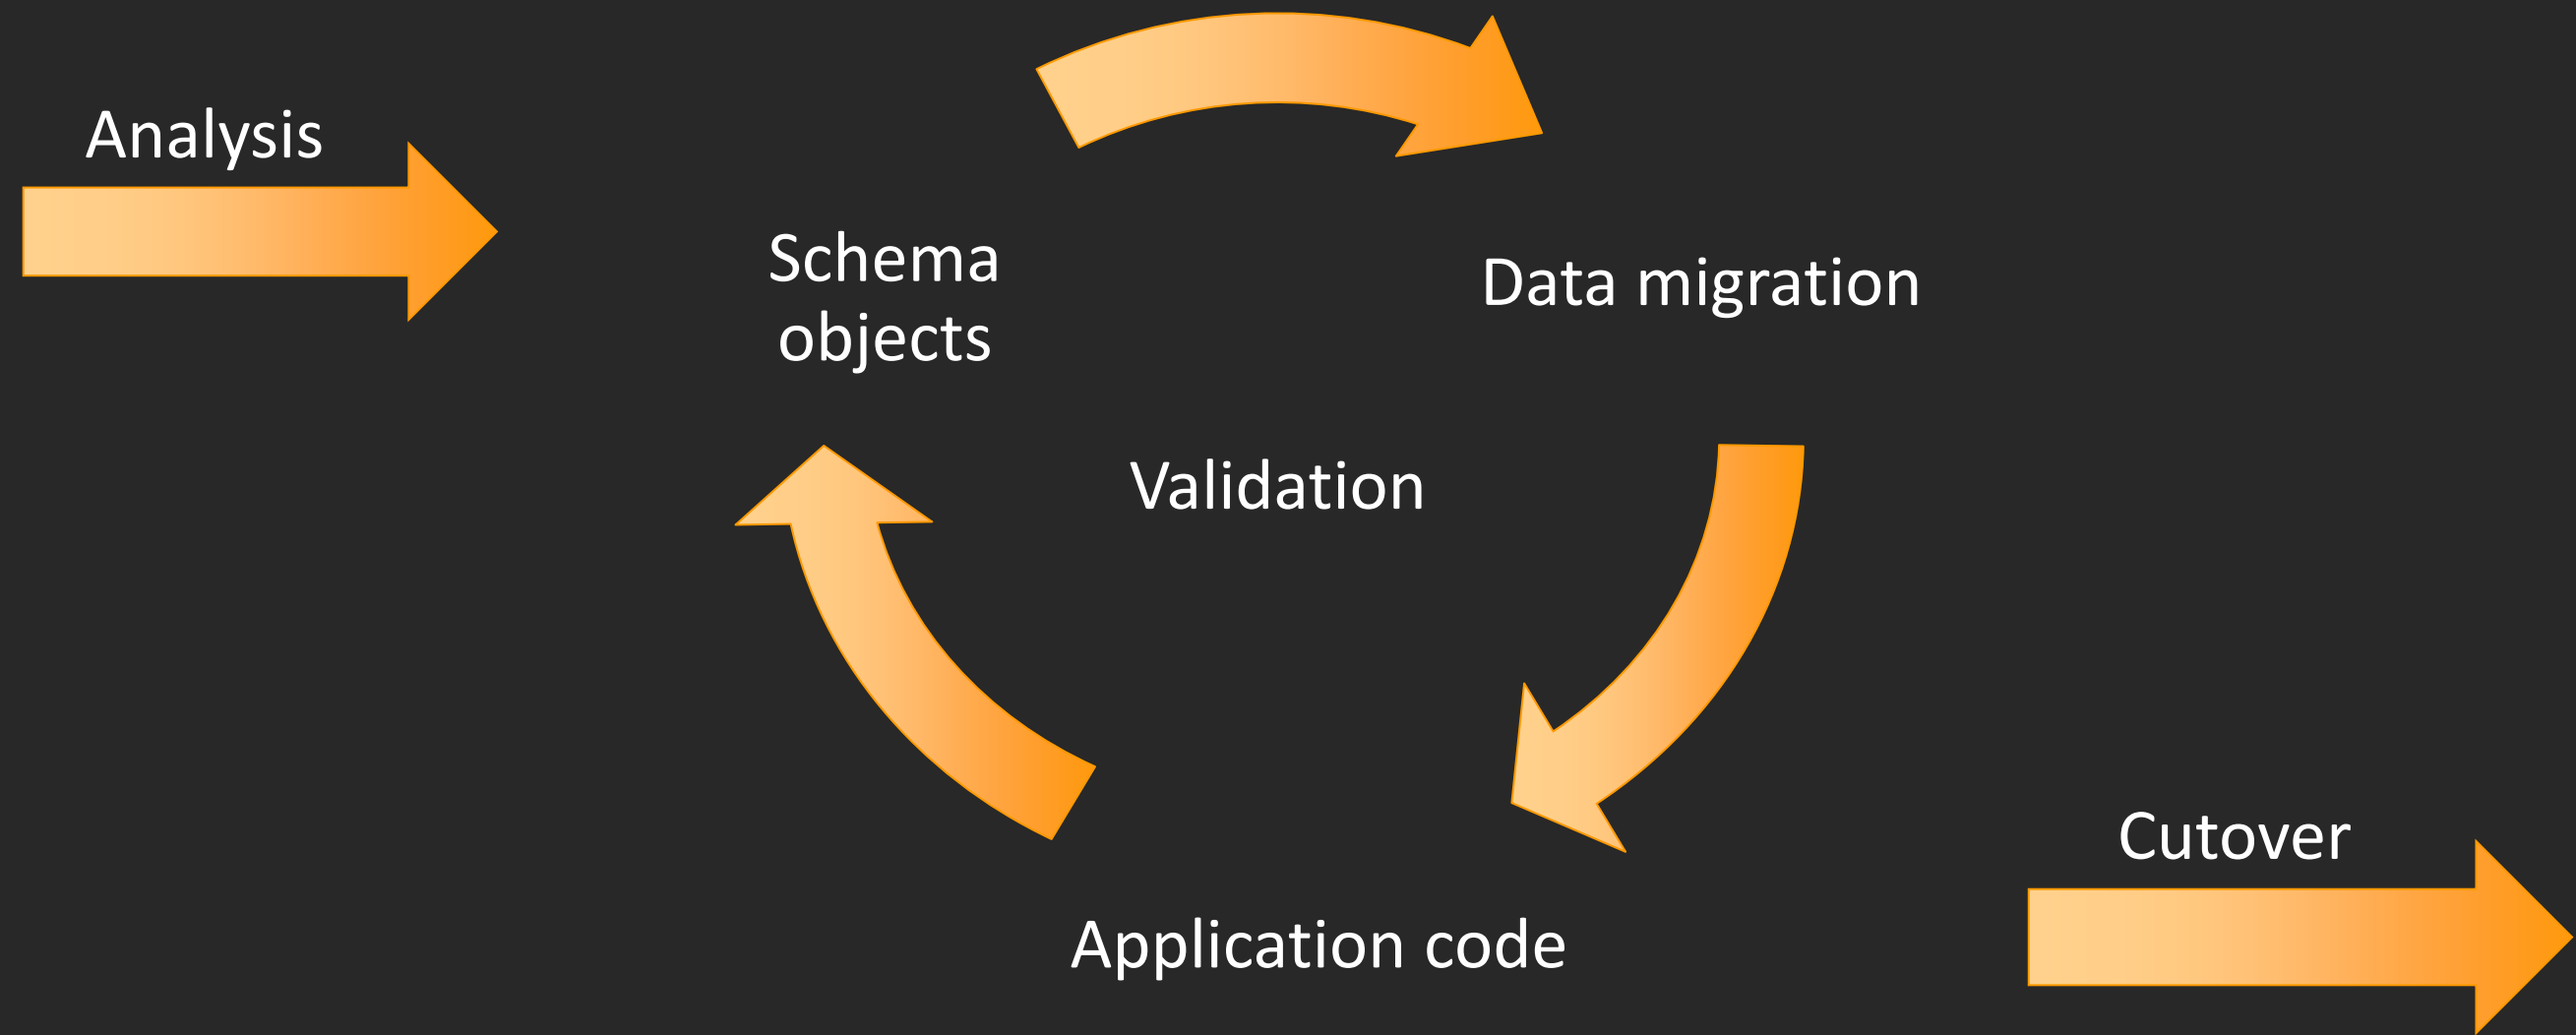 Analysis
Schema
objects
Data migration
Validation
Application code
Cutover